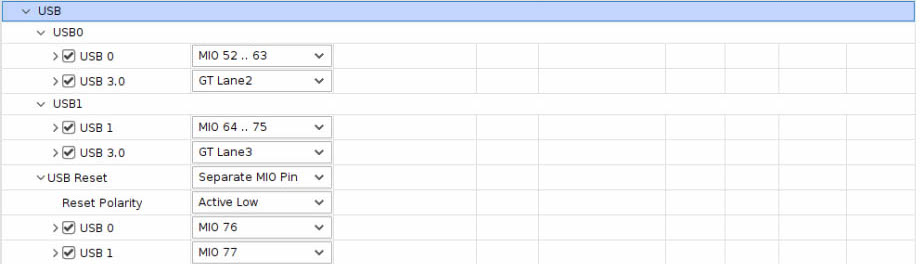 USB
USB0
USB 0 MIO 52 .. 63
USB 3.0 GT Lane2
USB1
USB 1 MIO 64 .. 75
USB 3.0 GT Lane3
USB Reset Separate MIO Pin
Reset Polarity Active Low
USB 0 MIO 76
USB 1 MIO 77